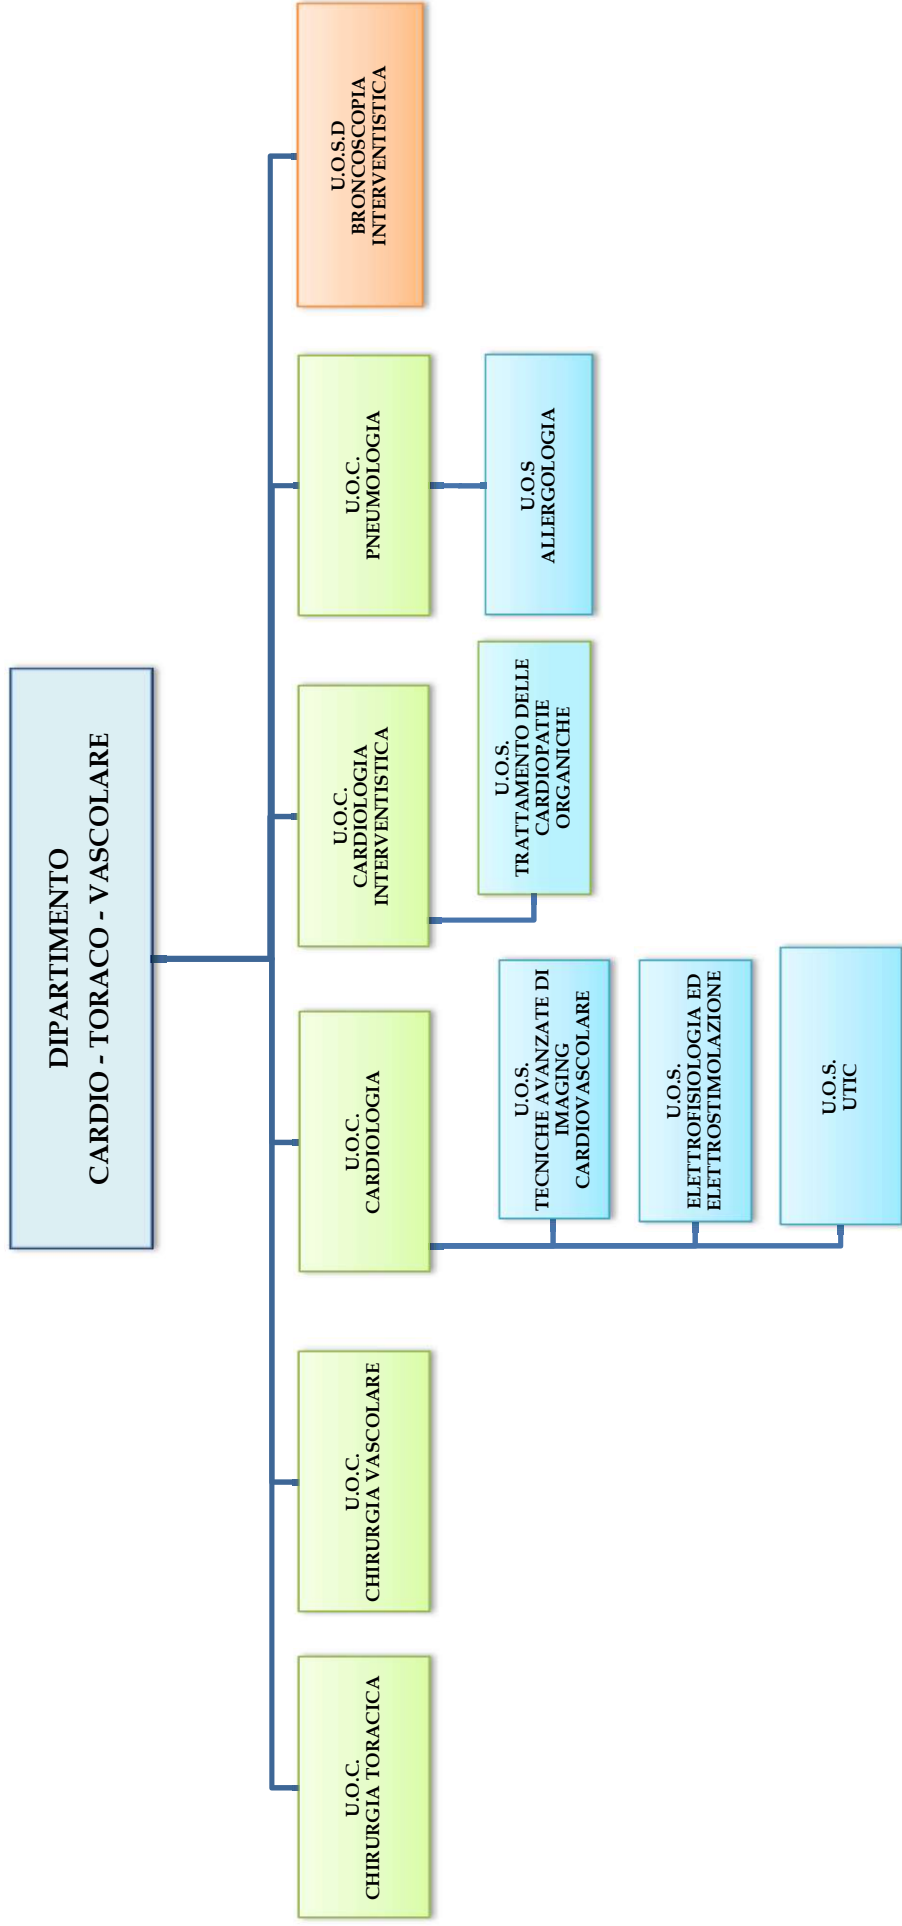 DIPARTIMENTO
CARDIO - TORACO - VASCOLARE
U.O.C.
CHIRURGIA TORACICA
U.O.C.
CHIRURGIA VASCOLARE
U.O.C.
CARDIOLOGIA
U.O.C.
CARDIOLOGIA
INTERVENTISTICA
U.O.C.
PNEUMOLOGIA
U.O.S.D
BRONCOSCOPIA
INTERVENTISTICA
U.O.S.
TECNICHE AVANZATE DI
IMAGING
CARDIOVASCOLARE
U.O.S.
ELETTROFISIOLOGIA ED
ELETTROSTIMOLAZIONE
U.O.S.
UTIC
U.O.S.
TRATTAMENTO DELLE
CARDIOPATIE
ORGANICHE
U.O.S
ALLERGOLOGIA